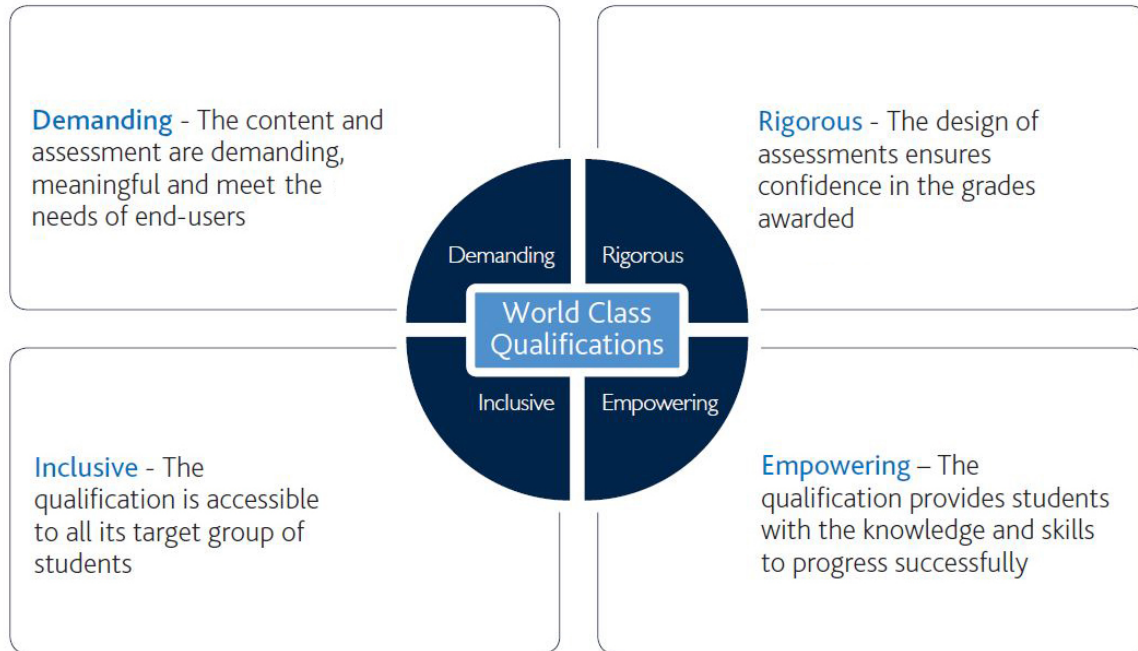 Demanding - The content and
assessment are demanding,
meaningful and meet the
needs of end-users
Rigorous - The design of
assessments ensures
confidence in the grades
awarded
Demanding
Rigorous
World Class
Qualifications
Inclusive
Empowering
Inclusive - The
qualification is accessible
to all its target group of
students
Empowering – The
qualification provides students
with the knowledge and skills
to progress successfully